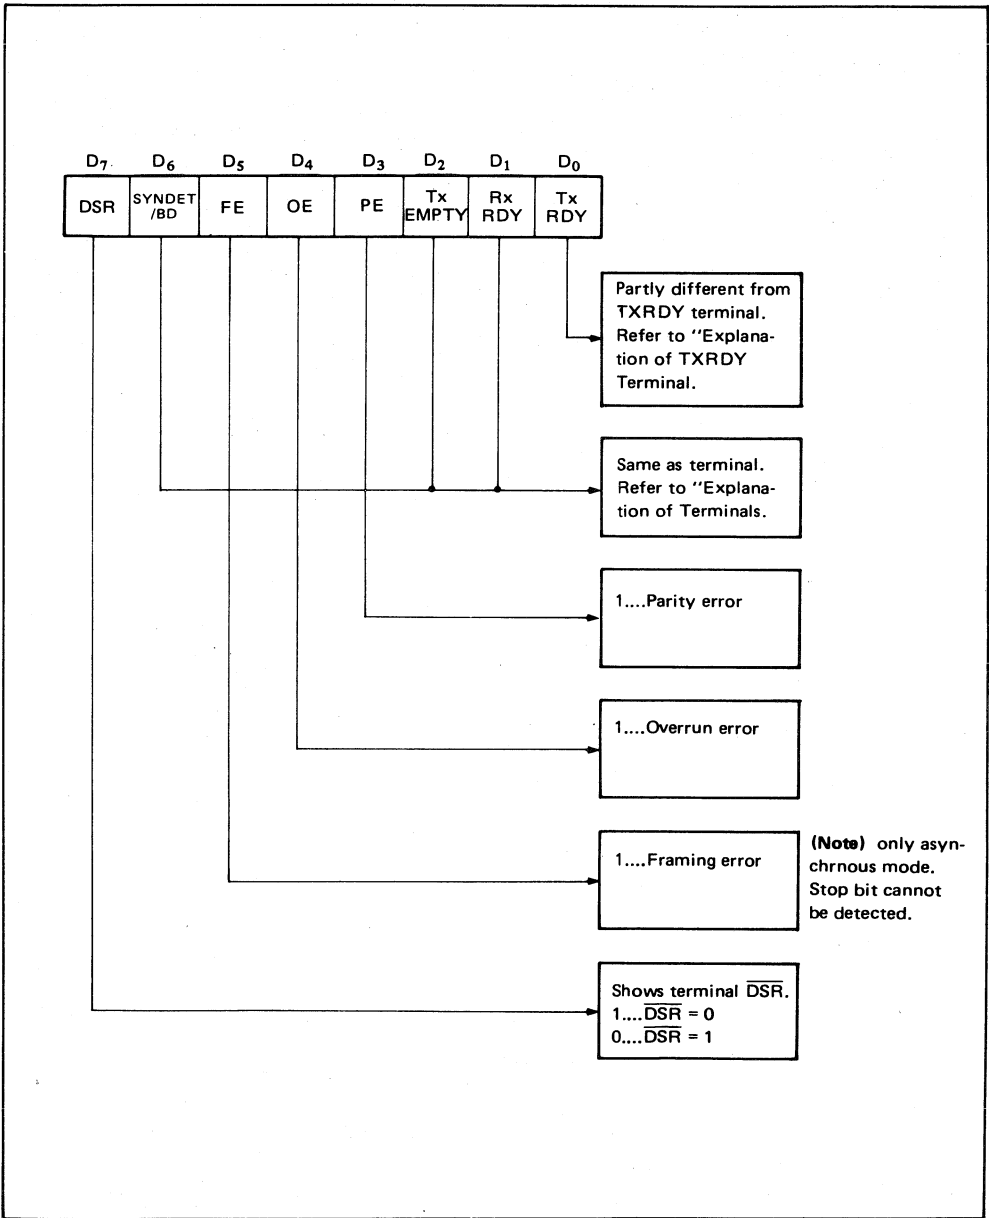 D7 D6 D5 D4 D3 D2 D1 D0
DSR SYNDET/BD FE OE PE Tx EMPTY Rx RDY Tx RDY
Partly different from
TXRDY terminal.
Refer to "Explana-
tion of TXRDY
Terminal.
Same as terminal.
Refer to "Explana-
tion of Terminals.
1....Parity error
1....Overrun error
1....Framing error
(Note) only asyn-
chrnous mode.
Stop bit cannot
be detected.
Shows terminal D̅S̅R̅.
1....D̅S̅R̅ = 0
0....D̅S̅R̅ = 1